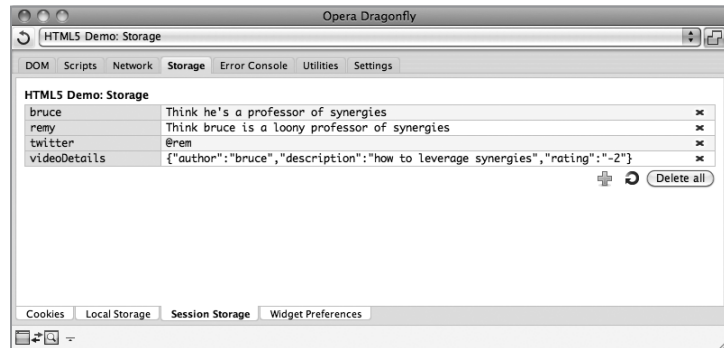 Opera Dragonfly
HTML5 Demo: Storage
DOM Scripts Network Storage Error Console Utilities Settings
HTML5 Demo: Storage
bruce Think he's a professor of synergies
remy Think bruce is a loony professor of synergies
twitter @rem
videoDetails {"author":"bruce","description":"how to leverage synergies","rating":"-2"}
Delete all
Cookies Local Storage Session Storage Widget Preferences